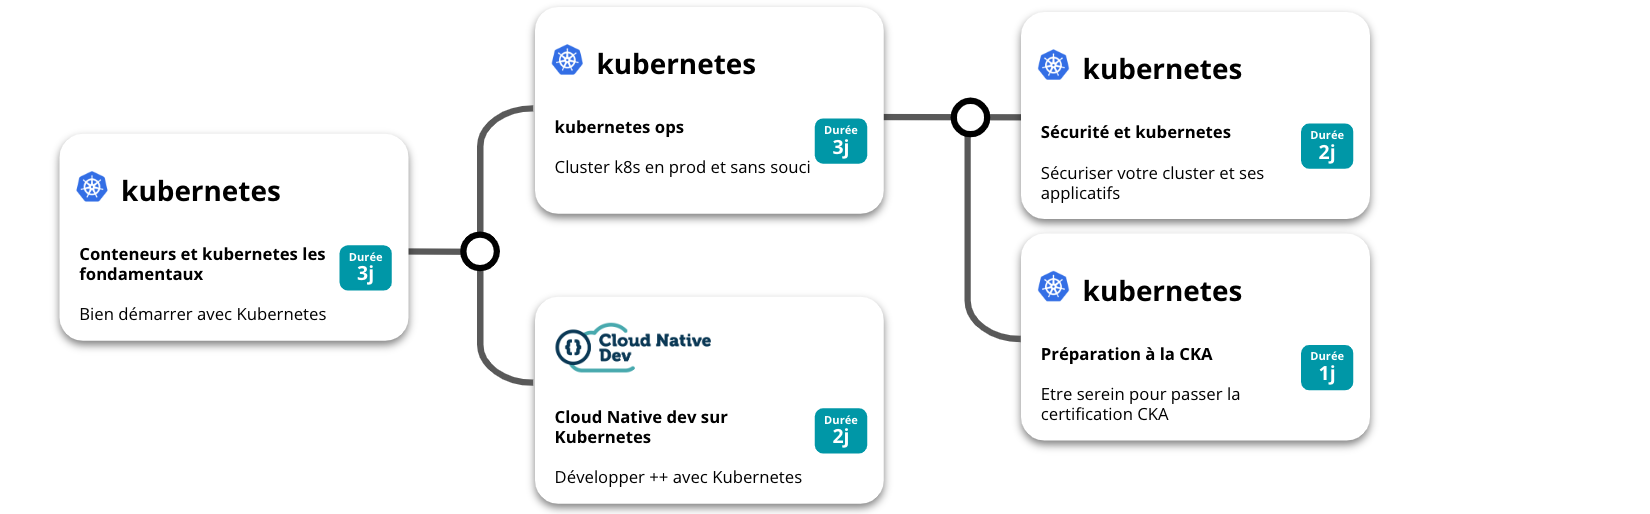 kubernetes
Conteneurs et kubernetes les
fondamentaux
Durée
3j
Bien démarrer avec Kubernetes
kubernetes
kubernetes ops
Durée
3j
Cluster k8s en prod et sans souci
Cloud Native
Dev
Cloud Native dev sur
Kubernetes
Durée
2j
Développer ++ avec Kubernetes
kubernetes
Sécurité et kubernetes
Durée
2j
Sécuriser votre cluster et ses
applicatifs
kubernetes
Préparation à la CKA
Durée
1j
Etre serein pour passer la
certification CKA